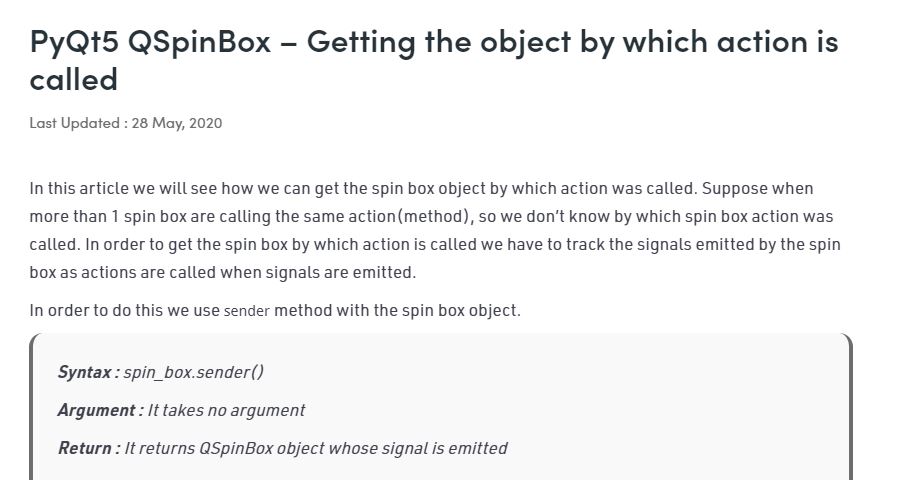 PyQt5 QSpinBox – Getting the object by which action is
called
Last Updated : 28 May, 2020
In this article we will see how we can get the spin box object by which action was called. Suppose when
more than 1 spin box are calling the same action(method), so we don’t know by which spin box action was
called. In order to get the spin box by which action is called we have to track the signals emitted by the spin
box as actions are called when signals are emitted.
In order to do this we use sender method with the spin box object.
Syntax : spin_box.sender()
Argument : It takes no argument
Return : It returns QSpinBox object whose signal is emitted